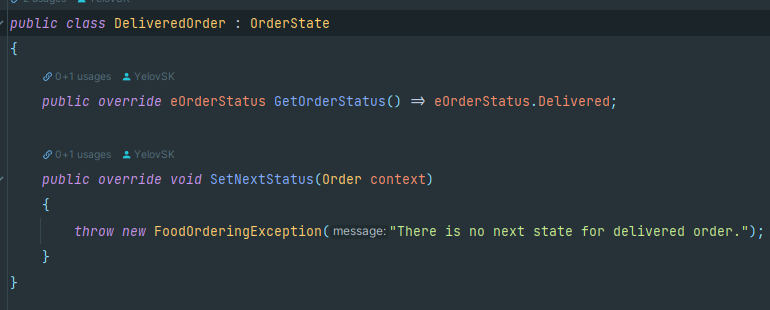 2 usages YelovSK
public class DeliveredOrder : OrderState
{
0+1 usages YelovSK
public override eOrderStatus GetOrderStatus() => eOrderStatus.Delivered;
0+1 usages YelovSK
public override void SetNextStatus(Order context)
{
throw new FoodOrderingException( message: "There is no next state for delivered order.");
}
}